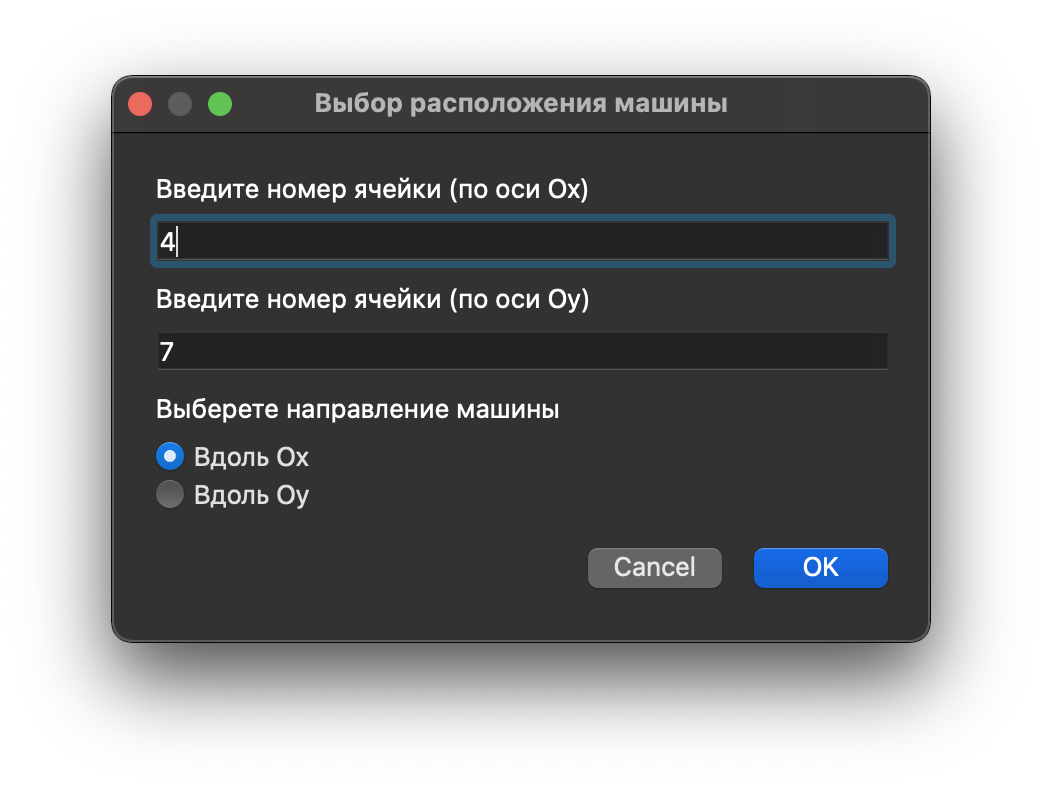 Выбор расположения машины
Введите номер ячейки (по оси Ox)
4
Введите номер ячейки (по оси Oy)
7
Выберете направление машины
Вдоль Ox
Вдоль Oy
Cancel OK